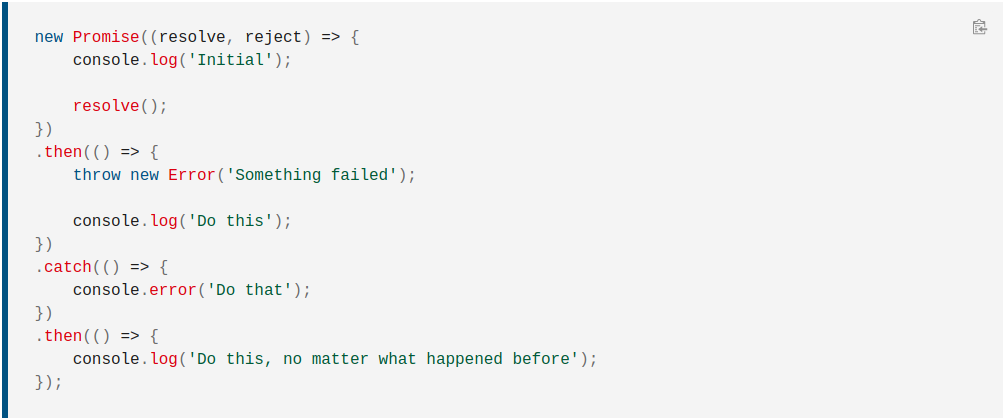 new Promise((resolve, reject) => {
    console.log('Initial');

    resolve();
})
.then(() => {
    throw new Error('Something failed');

    console.log('Do this');
})
.catch(() => {
    console.error('Do that');
})
.then(() => {
    console.log('Do this, no matter what happened before');
});